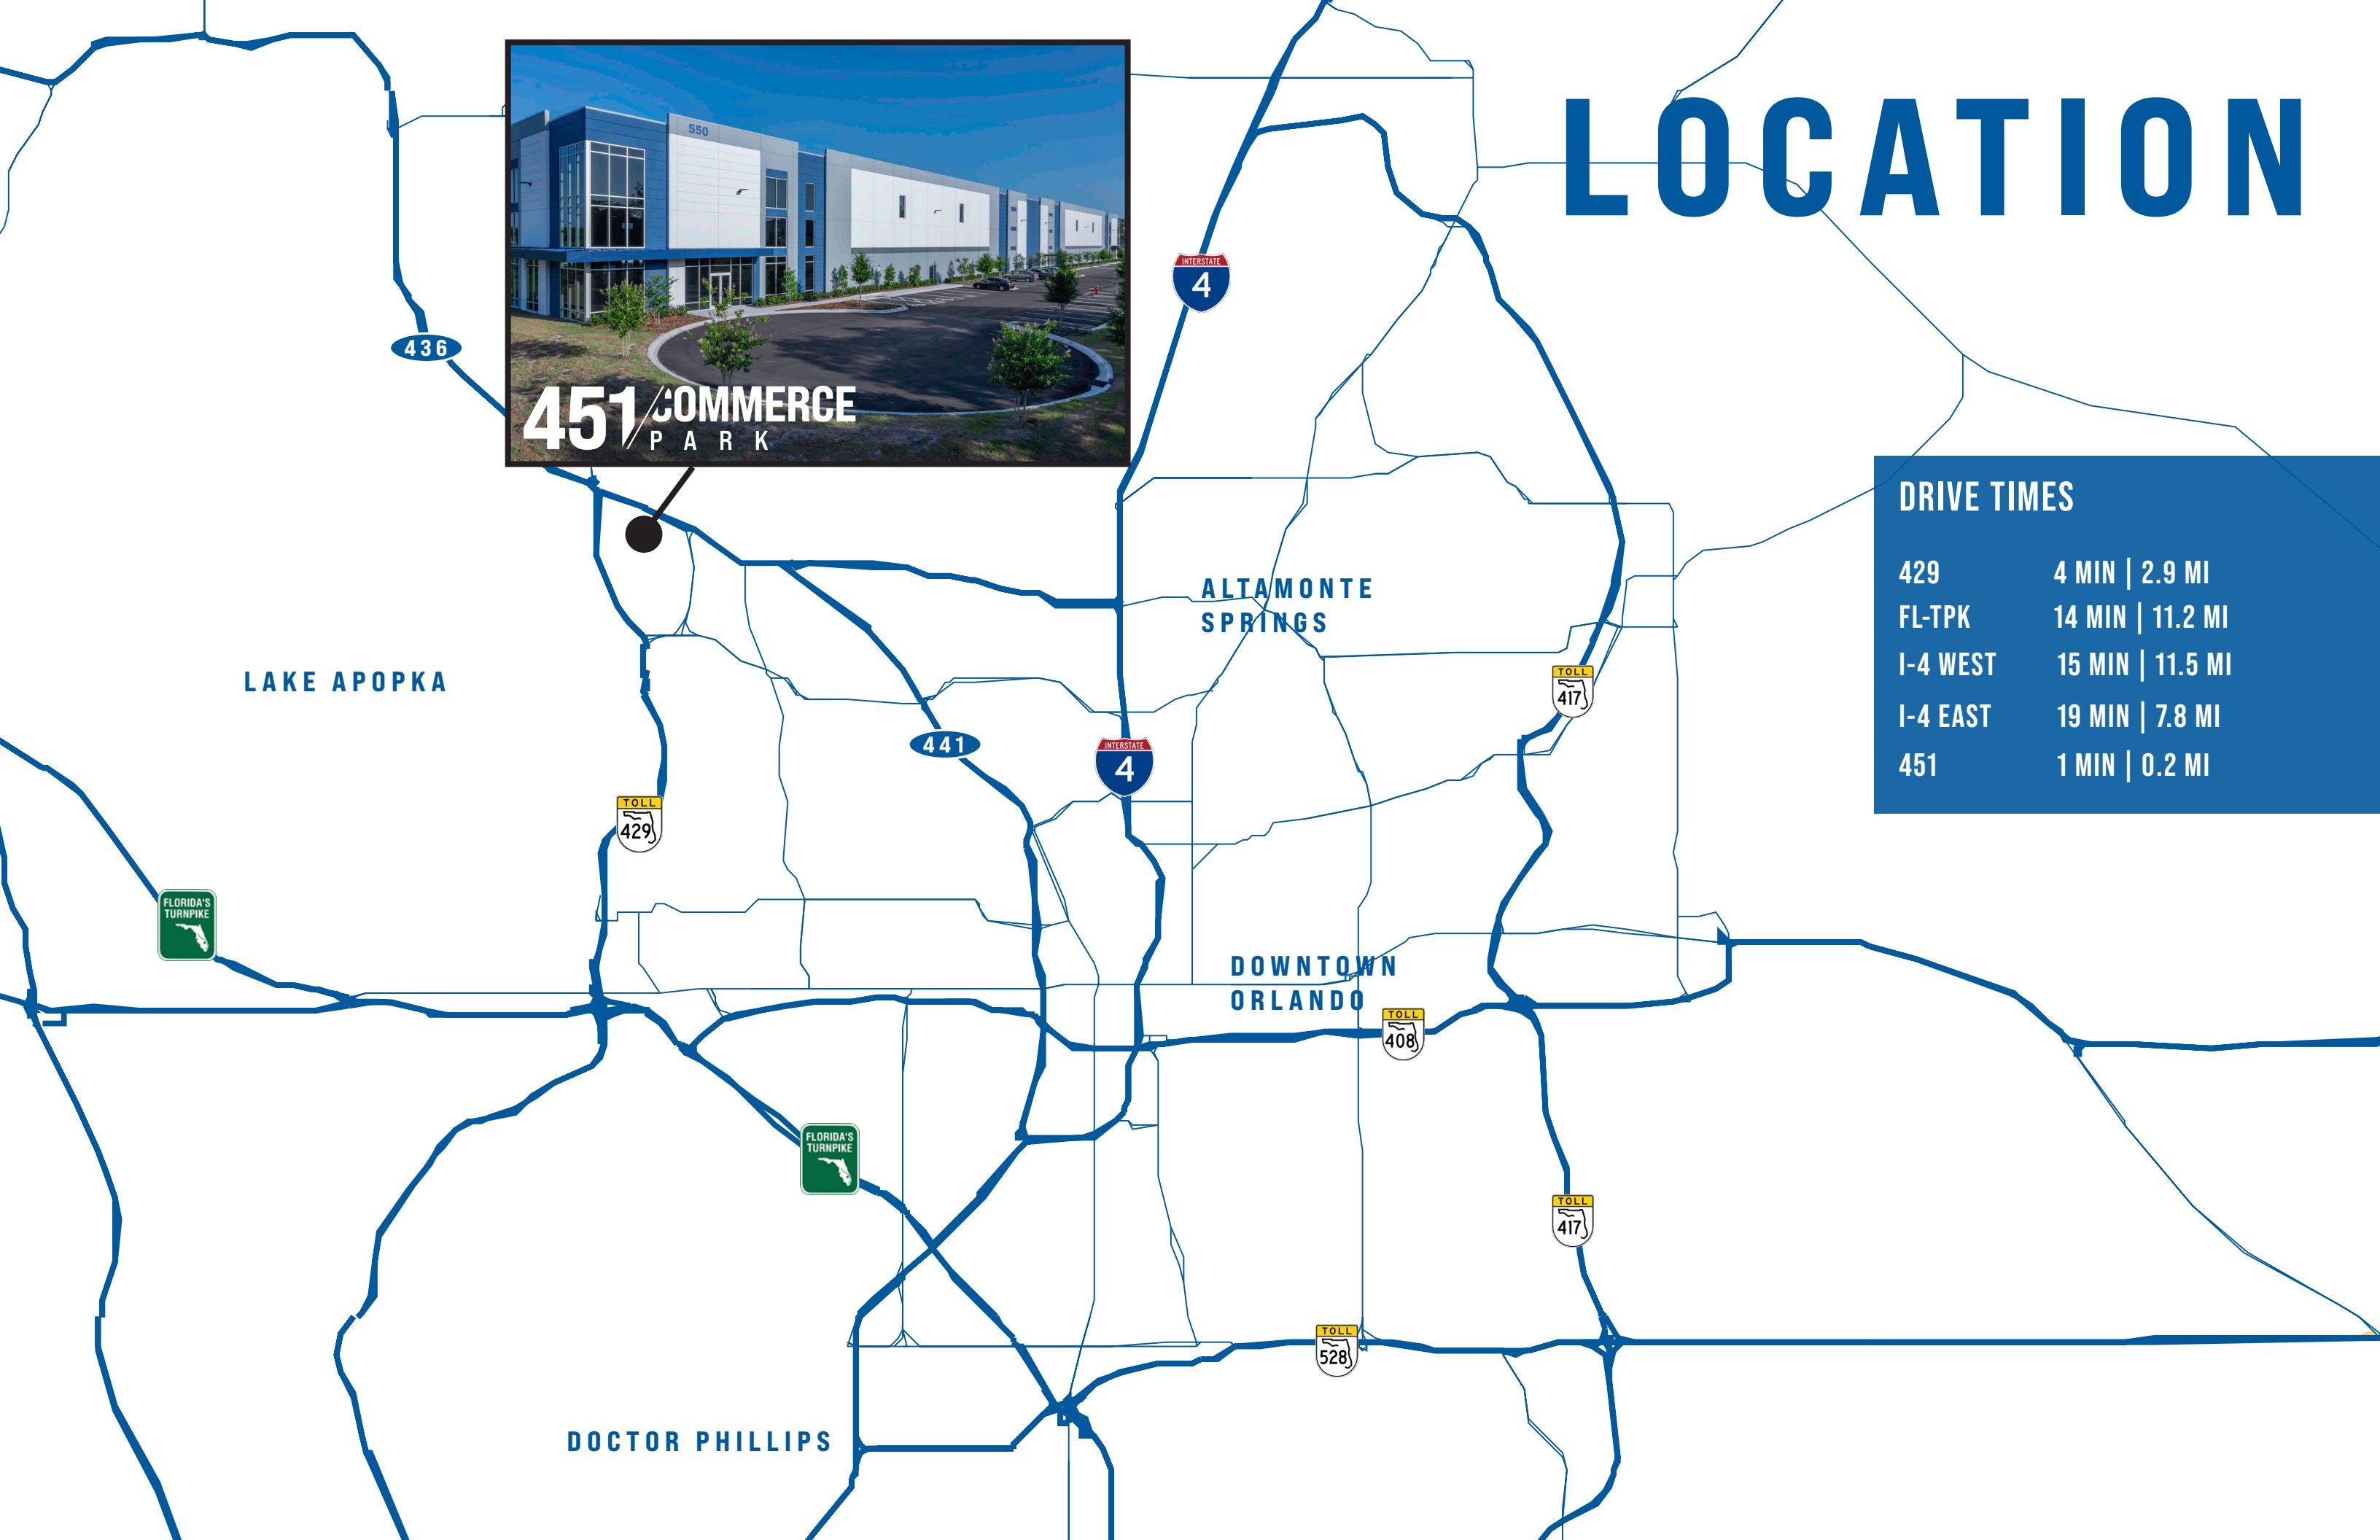 LOCATION
550
INTERSTATE
4
436
451 COMMERCE
PARK
DRIVE TIMES
429 4 MIN | 2.9 MI
FL-TPK 14 MIN | 11.2 MI
I-4 WEST 15 MIN | 11.5 MI
I-4 EAST 19 MIN | 7.8 MI
451 1 MIN | 0.2 MI
ALTAMONTE
SPRINGS
LAKE APOPKA
TOLL
417
441
INTERSTATE
4
TOLL
429
FLORIDA'S
TURNPIKE
DOWNTOWN
ORLANDO
TOLL
408
FLORIDA'S
TURNPIKE
TOLL
417
TOLL
528
DOCTOR PHILLIPS